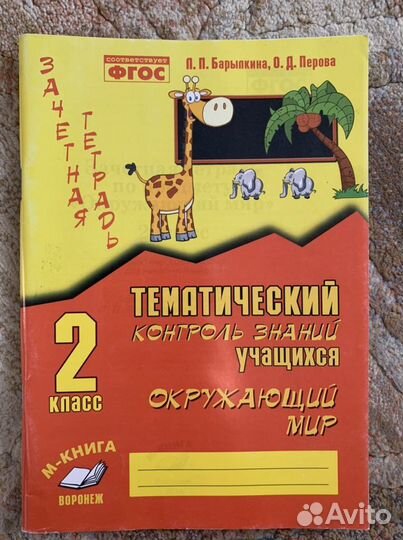 соответствует
ФГОС
Л. П. Барылкина, О. Д. Перова
ЗАЧЕТНАЯ
ТЕТРАДЬ
2
КЛАСС
ТЕМАТИЧЕСКИЙ
КОНТРОЛЬ ЗНАНИЙ
УЧАЩИХСЯ
ОКРУЖАЮЩИЙ
МИР
М-КНИГА
ВОРОНЕЖ
Avito